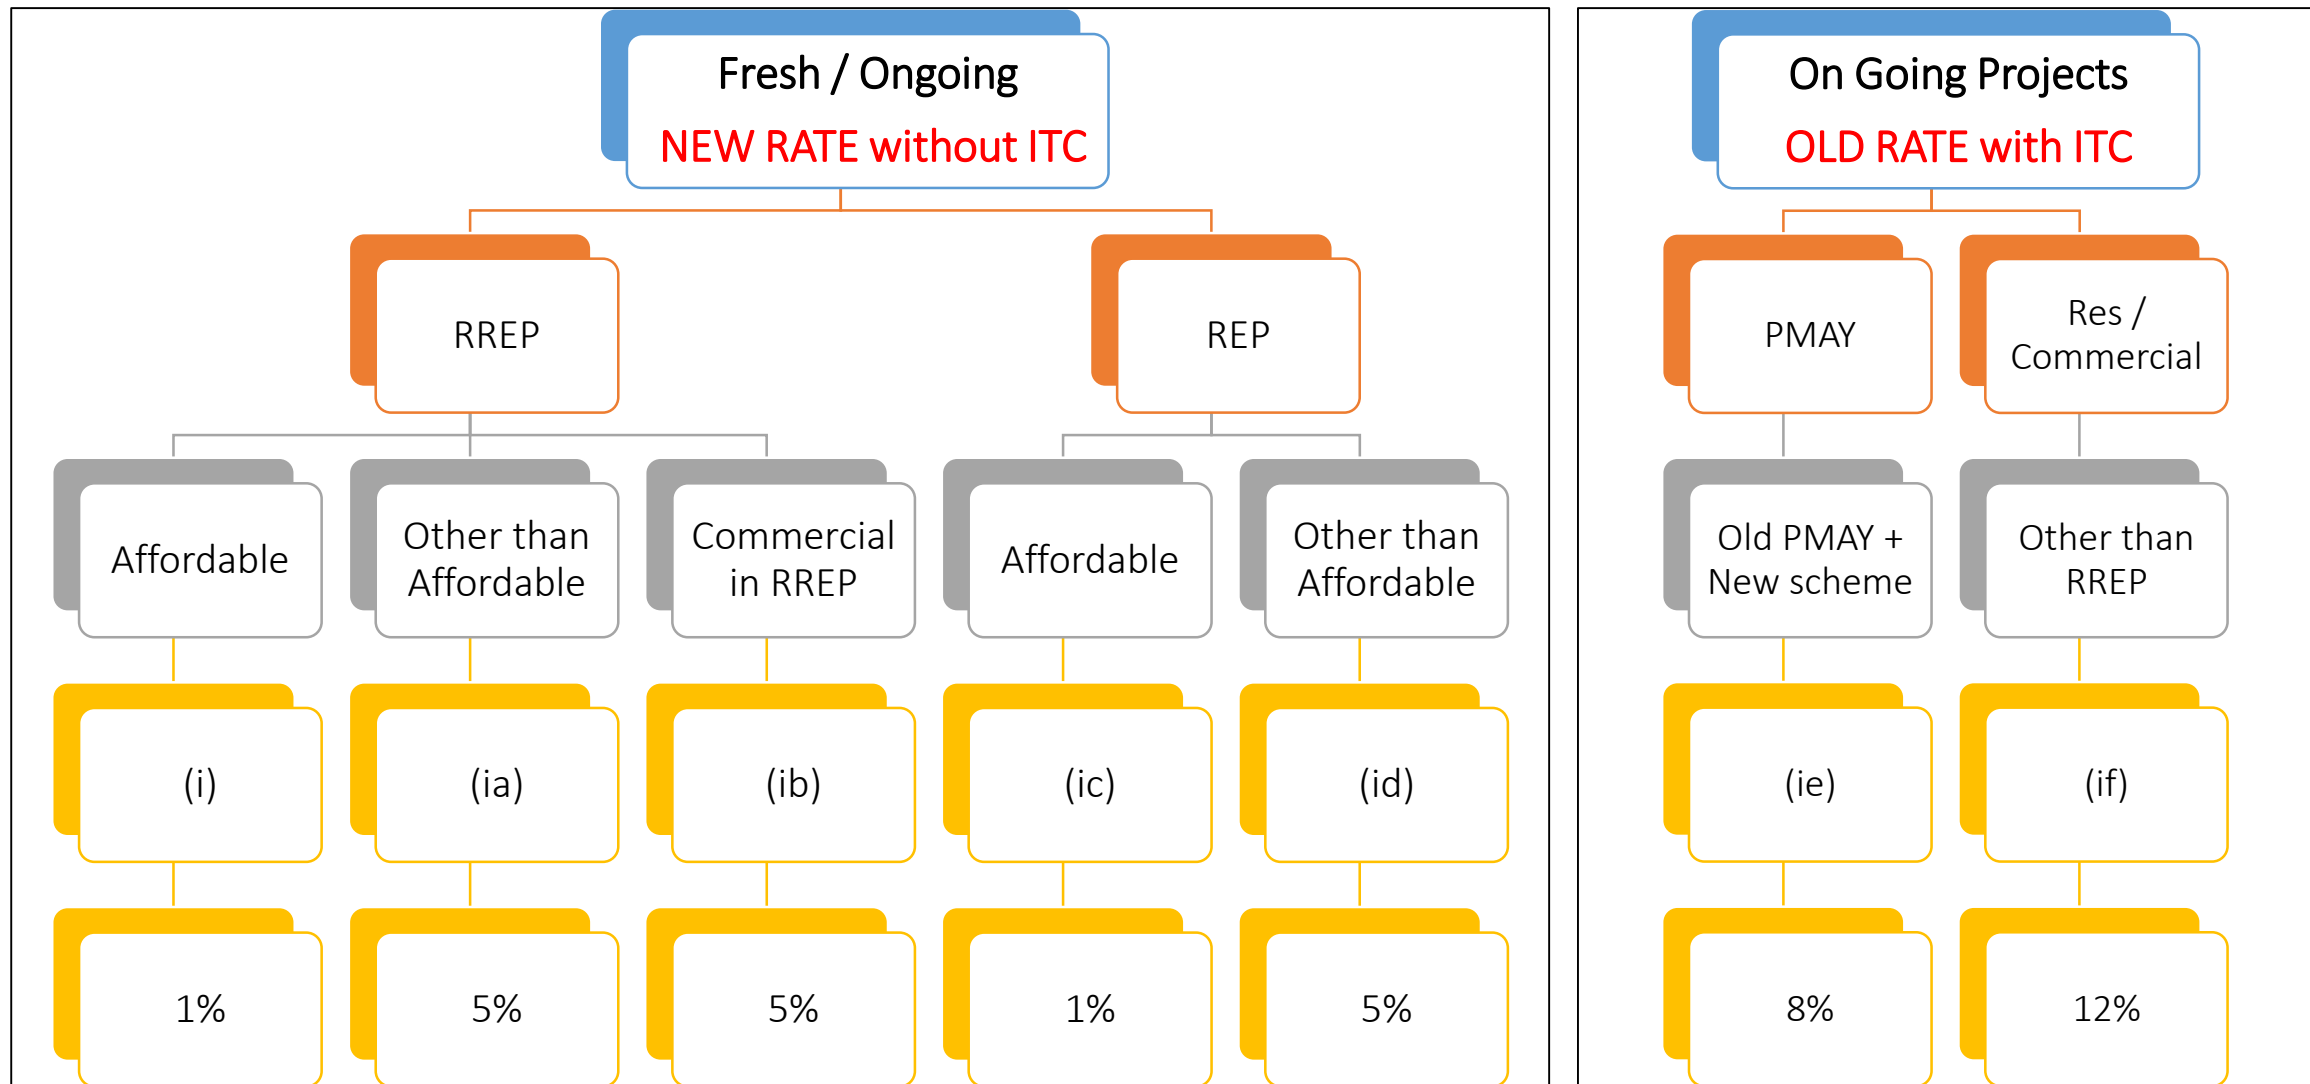 Fresh / Ongoing
NEW RATE without ITC
RREP
REP
Affordable
Other than
Affordable
Commercial
in RREP
Affordable
Other than
Affordable
(i)
(ia)
(ib)
(ic)
(id)
1%
5%
5%
1%
5%
On Going Projects
OLD RATE with ITC
PMAY
Res /
Commercial
Old PMAY +
New scheme
Other than
RREP
(ie)
(if)
8%
12%